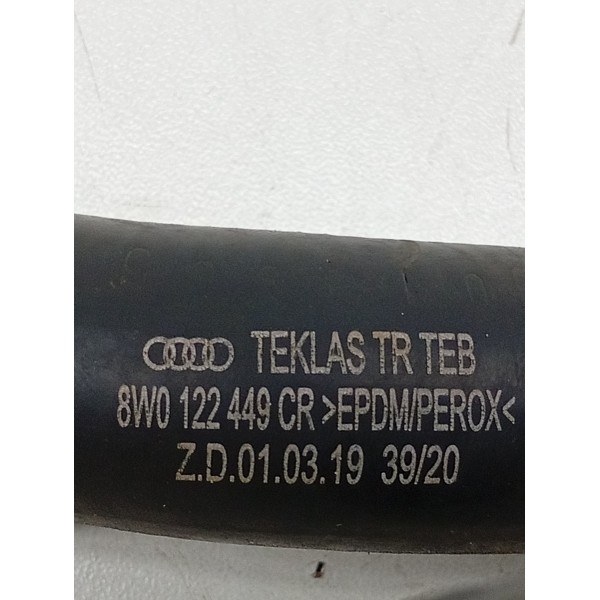 TEKLAS TR TEB
8W0 122 449 CR >EPDM/PEROX<
Z.D.01.03.19 39/20